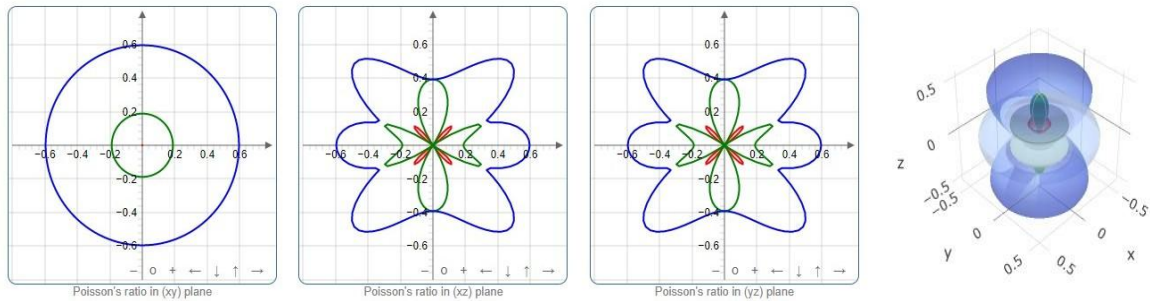 0.6
0.4
0.2
−0.6 −0.4 −0.2 0.2 0.4 0.6
−0.2
−0.4
−0.6
− o + ← ↓ ↑ →
Poisson's ratio in (xy) plane
0.6
0.4
0.2
−0.6 −0.4 −0.2 0.2 0.4 0.6
−0.2
−0.4
−0.6
− o + ← ↓ ↑ →
Poisson's ratio in (xz) plane
0.6
0.4
0.2
−0.6 −0.4 −0.2 0.2 0.4 0.6
−0.2
−0.4
−0.6
− o + ← ↓ ↑ →
Poisson's ratio in (yz) plane
0.5
z 0
−0.5
−0.5 −0.5
y 0 0 x
0.5 0.5